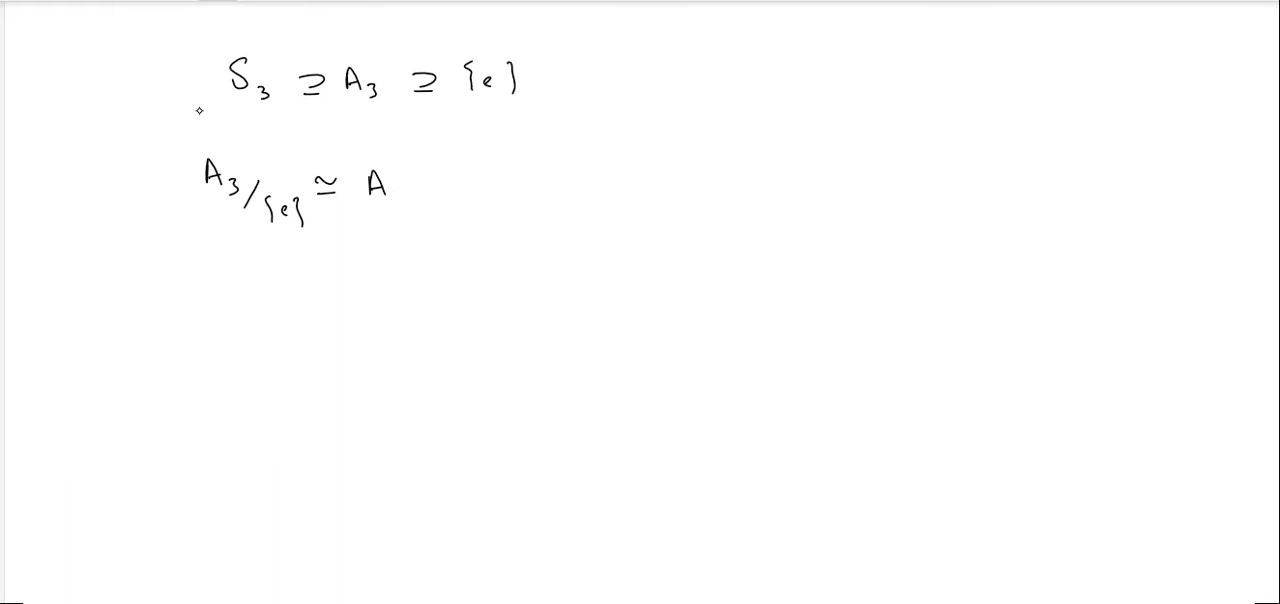 S₃ ⊇ A₃ ⊇ {e}
A₃/{e} ≃ A